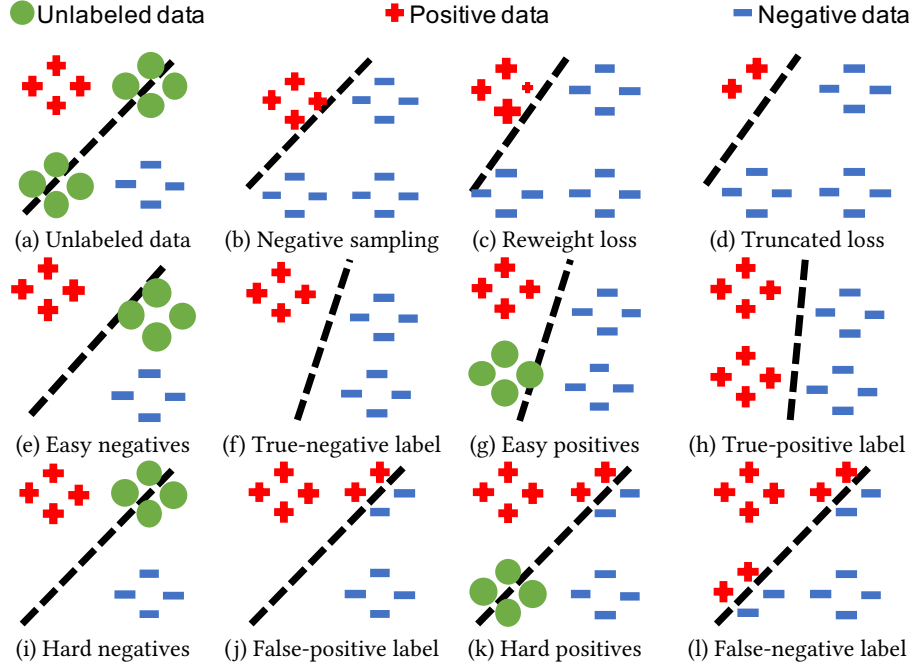 Unlabeled data Positive data Negative data
(a) Unlabeled data (b) Negative sampling (c) Reweight loss (d) Truncated loss
(e) Easy negatives (f) True-negative label (g) Easy positives (h) True-positive label
(i) Hard negatives (j) False-positive label (k) Hard positives (l) False-negative label